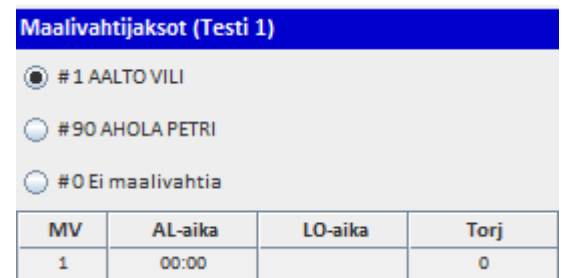 Maalivahtijaksot (Testi 1)
#1 AALTO VILI
#90 AHOLA PETRI
#0 Ei maalivahtia
MV AL-aika LO-aika Torj
1 00:00 0